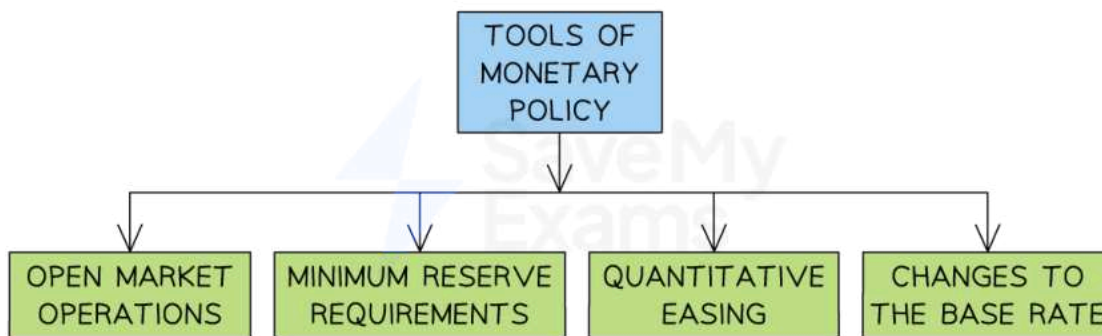 TOOLS OF
MONETARY
POLICY
SaveMy
Exams
OPEN MARKET
OPERATIONS
MINIMUM RESERVE
REQUIREMENTS
QUANTITATIVE
EASING
CHANGES TO
THE BASE RATE